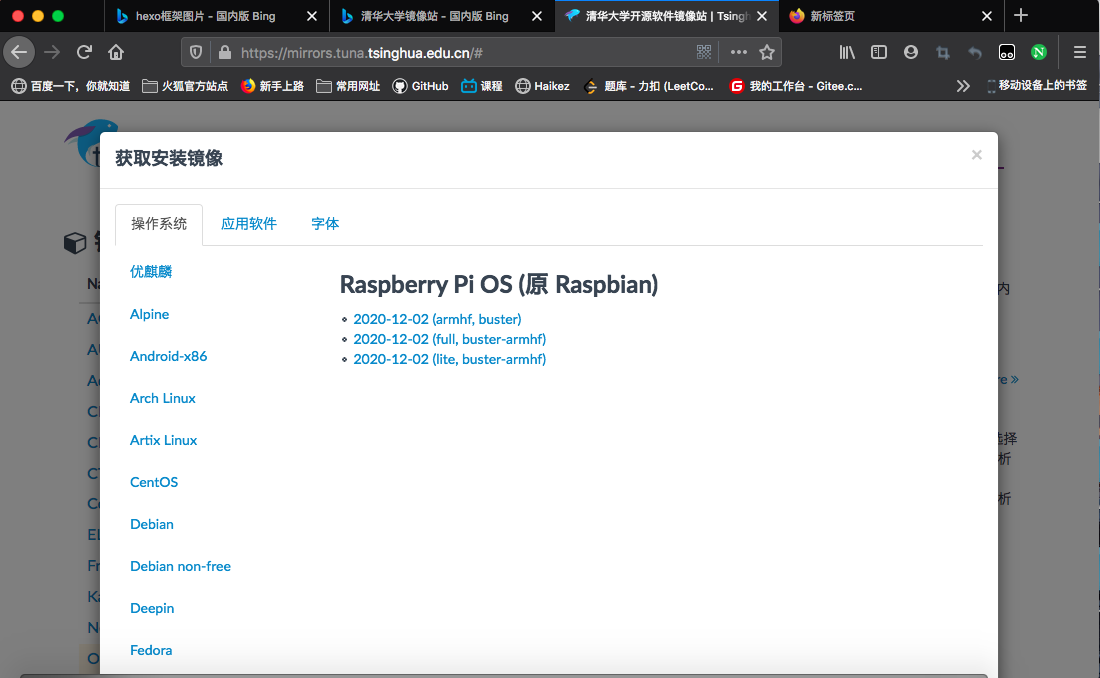 hexo框架图片 - 国内版 Bing
清华大学镜像站 - 国内版 Bing
清华大学开源软件镜像站 | Tsingh
新标签页
https://mirrors.tuna.tsinghua.edu.cn/#
百度一下，你就知道 火狐官方站点 新手上路 常用网址 GitHub 课程 Haikez 题库 - 力扣 (LeetCo... 我的工作台 - Gitee.c... 移动设备上的书签
获取安装镜像
操作系统 应用软件 字体
优麒麟
Alpine
Android-x86
Arch Linux
Artix Linux
CentOS
Debian
Debian non-free
Deepin
Fedora
Raspberry Pi OS (原 Raspbian)
2020-12-02 (armhf, buster)
2020-12-02 (full, buster-armhf)
2020-12-02 (lite, buster-armhf)
内
re »
选择
析
析